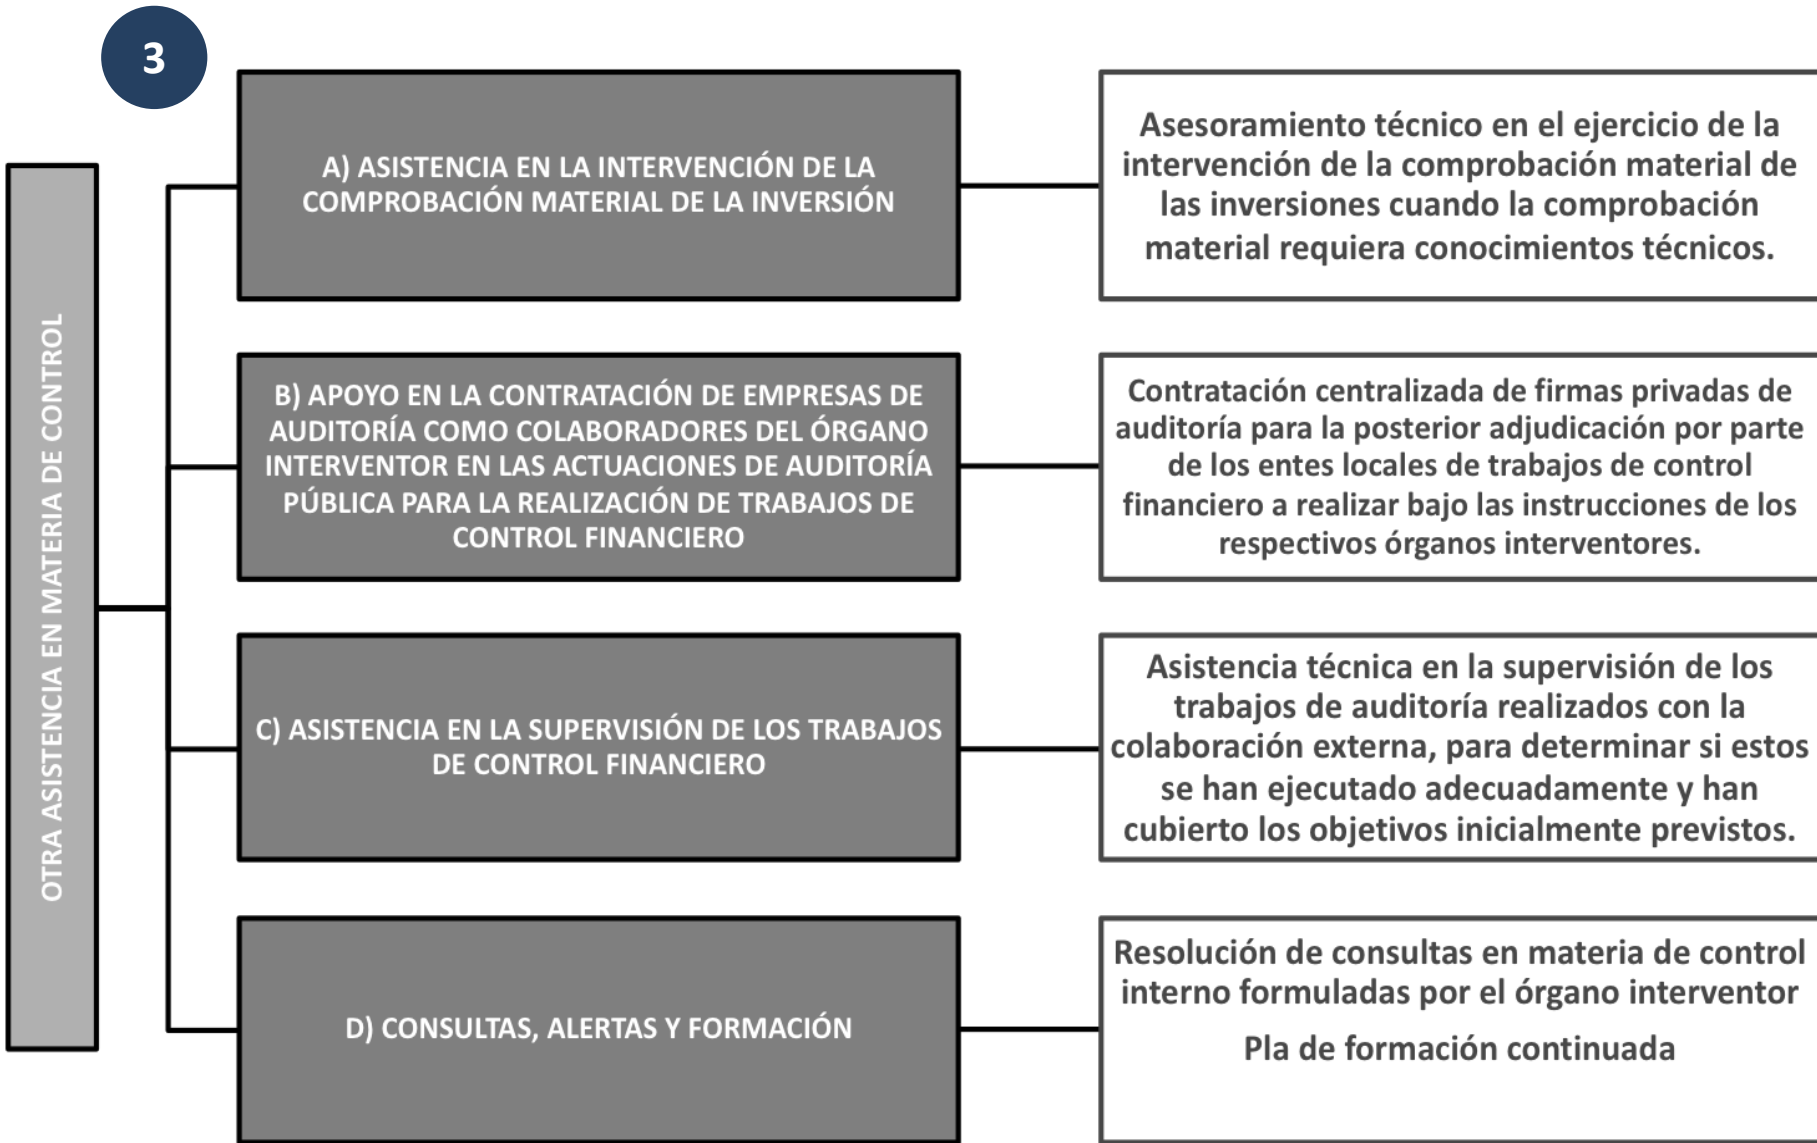 3
OTRA ASISTENCIA EN MATERIA DE CONTROL
A) ASISTENCIA EN LA INTERVENCIÓN DE LA
COMPROBACIÓN MATERIAL DE LA INVERSIÓN
Asesoramiento técnico en el ejercicio de la
intervención de la comprobación material de
las inversiones cuando la comprobación
material requiera conocimientos técnicos.
B) APOYO EN LA CONTRATACIÓN DE EMPRESAS DE
AUDITORÍA COMO COLABORADORES DEL ÓRGANO
INTERVENTOR EN LAS ACTUACIONES DE AUDITORÍA
PÚBLICA PARA LA REALIZACIÓN DE TRABAJOS DE
CONTROL FINANCIERO
Contratación centralizada de firmas privadas de
auditoría para la posterior adjudicación por parte
de los entes locales de trabajos de control
financiero a realizar bajo las instrucciones de los
respectivos órganos interventores.
C) ASISTENCIA EN LA SUPERVISIÓN DE LOS TRABAJOS
DE CONTROL FINANCIERO
Asistencia técnica en la supervisión de los
trabajos de auditoría realizados con la
colaboración externa, para determinar si estos
se han ejecutado adecuadamente y han
cubierto los objetivos inicialmente previstos.
D) CONSULTAS, ALERTAS Y FORMACIÓN
Resolución de consultas en materia de control
interno formuladas por el órgano interventor
Pla de formación continuada